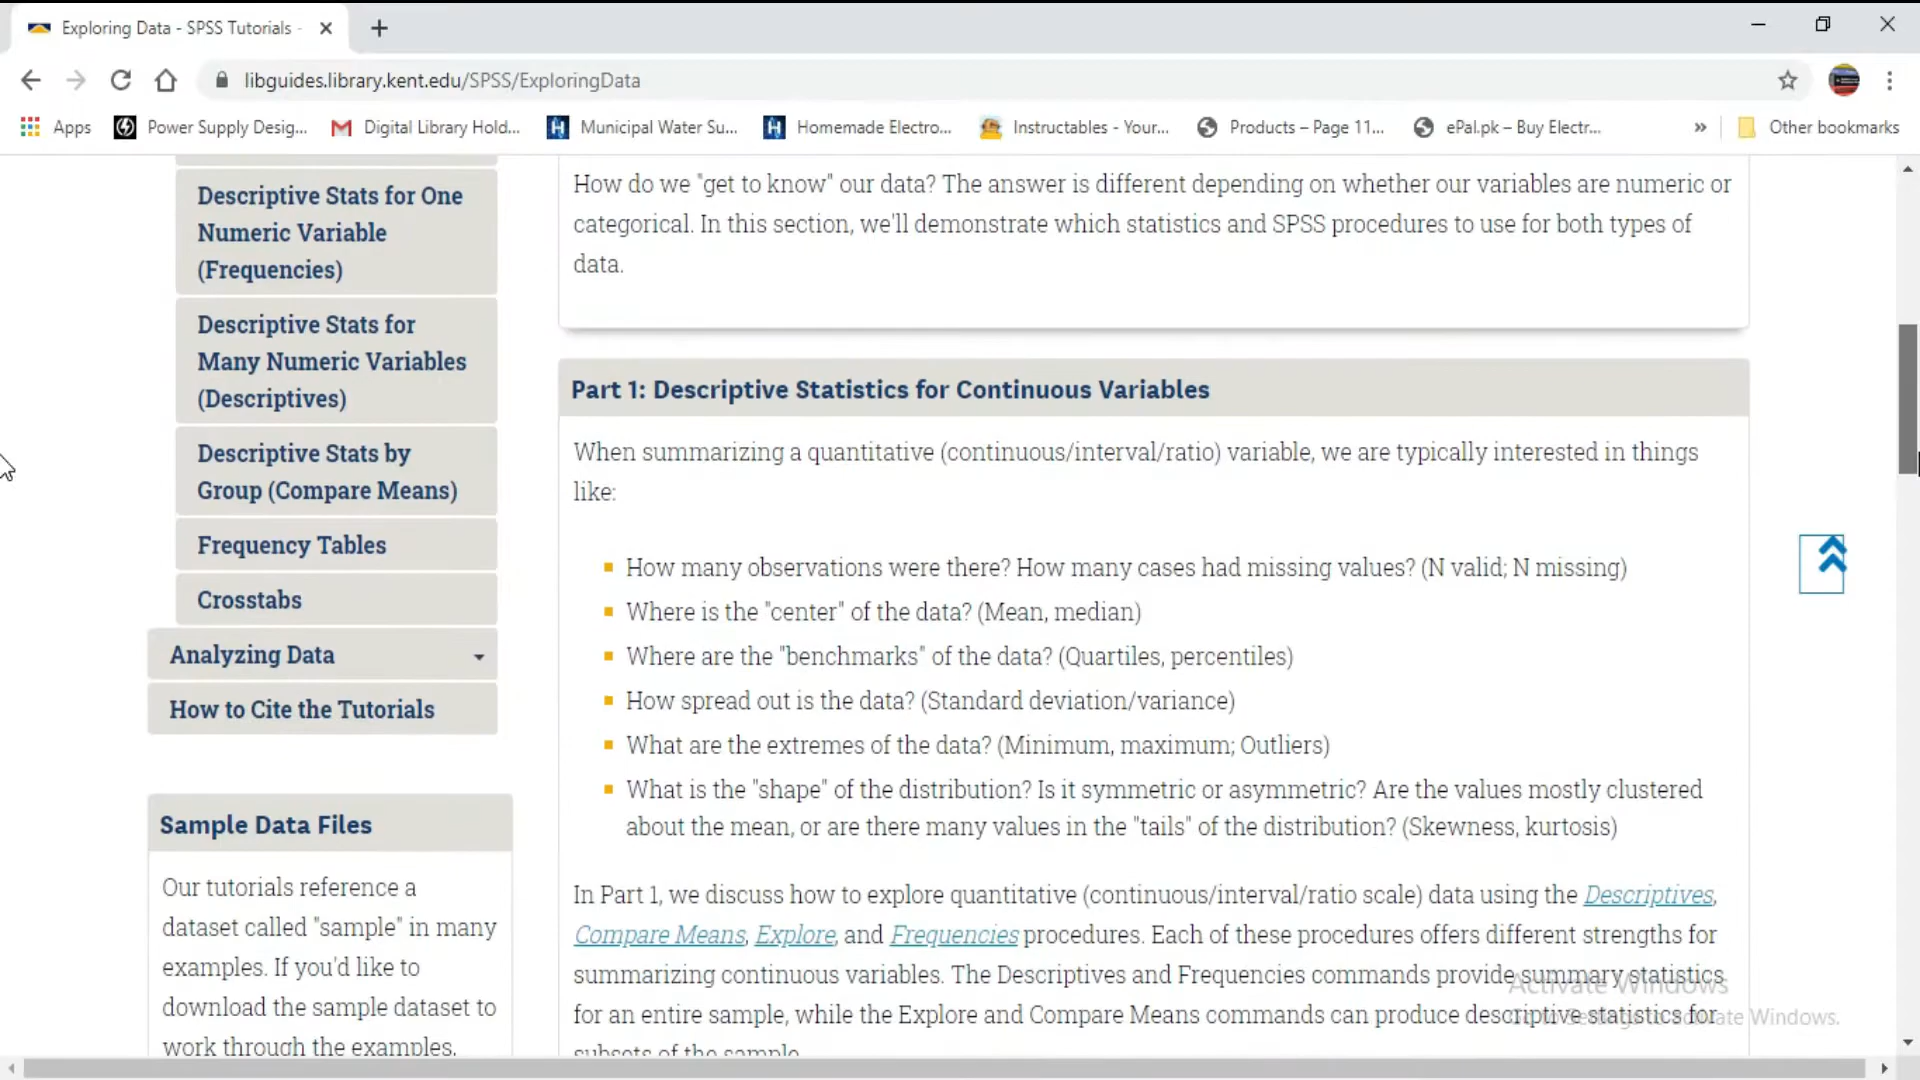 Exploring Data - SPSS Tutorials -
libguides.library.kent.edu/SPSS/ExploringData
Apps
Power Supply Desig...
Digital Library Hold...
Municipal Water Su...
Homemade Electro...
Instructables - Your...
Products – Page 11...
ePal.pk – Buy Electr...
»
Other bookmarks
Descriptive Stats for One
Numeric Variable
(Frequencies)
Descriptive Stats for
Many Numeric Variables
(Descriptives)
Descriptive Stats by
Group (Compare Means)
Frequency Tables
Crosstabs
Analyzing Data
How to Cite the Tutorials
Sample Data Files
Our tutorials reference a
dataset called "sample" in many
examples. If you'd like to
download the sample dataset to
work through the examples,
How do we "get to know" our data? The answer is different depending on whether our variables are numeric or
categorical. In this section, we'll demonstrate which statistics and SPSS procedures to use for both types of
data.
Part 1: Descriptive Statistics for Continuous Variables
When summarizing a quantitative (continuous/interval/ratio) variable, we are typically interested in things
like:
How many observations were there? How many cases had missing values? (N valid; N missing)
Where is the "center" of the data? (Mean, median)
Where are the "benchmarks" of the data? (Quartiles, percentiles)
How spread out is the data? (Standard deviation/variance)
What are the extremes of the data? (Minimum, maximum; Outliers)
What is the "shape" of the distribution? Is it symmetric or asymmetric? Are the values mostly clustered
about the mean, or are there many values in the "tails" of the distribution? (Skewness, kurtosis)
In Part 1, we discuss how to explore quantitative (continuous/interval/ratio scale) data using the Descriptives,
Compare Means, Explore, and Frequencies procedures. Each of these procedures offers different strengths for
summarizing continuous variables. The Descriptives and Frequencies commands provide summary statistics
for an entire sample, while the Explore and Compare Means commands can produce descriptive statistics for
subsets of the sample.
Activate Windows
Go to Settings to activate Windows.